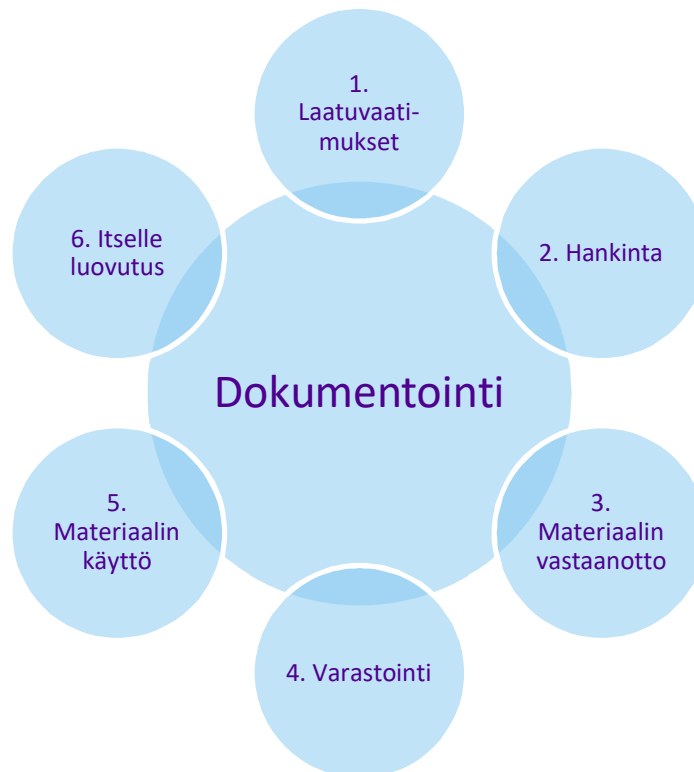 1.
Laatuvaati-
mukset
2. Hankinta
3.
Materiaalin
vastaanotto
4. Varastointi
5.
Materiaalin
käyttö
6. Itselle
luovutus
Dokumentointi